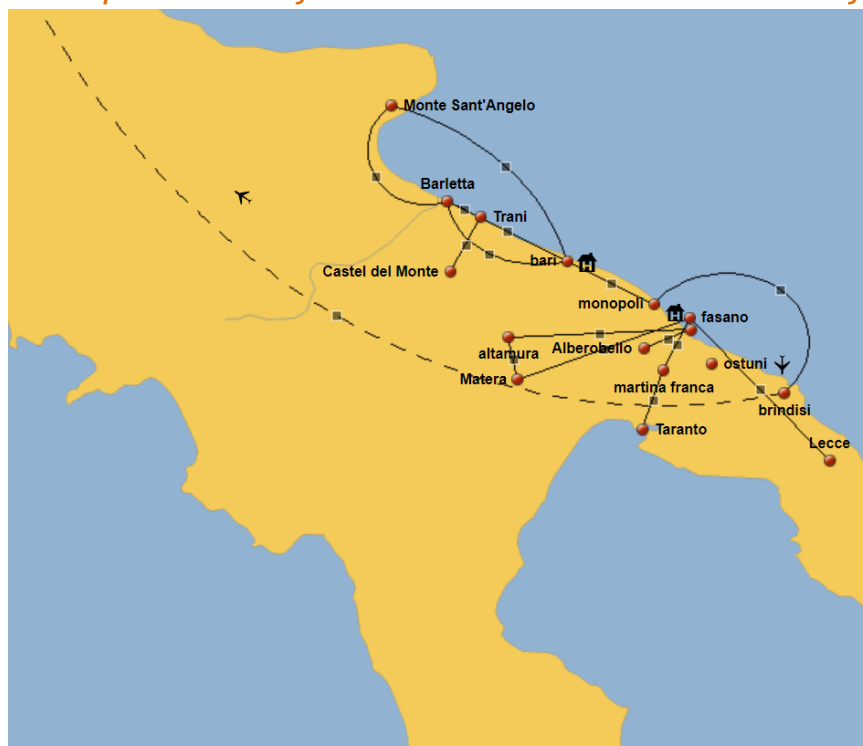 Monte Sant'Angelo
Barletta
Trani
bari
Castel del Monte
monopoli
H
H
fasano
altamura
Alberobello
ostuni
Matera
martina franca
brindisi
Taranto
Lecce